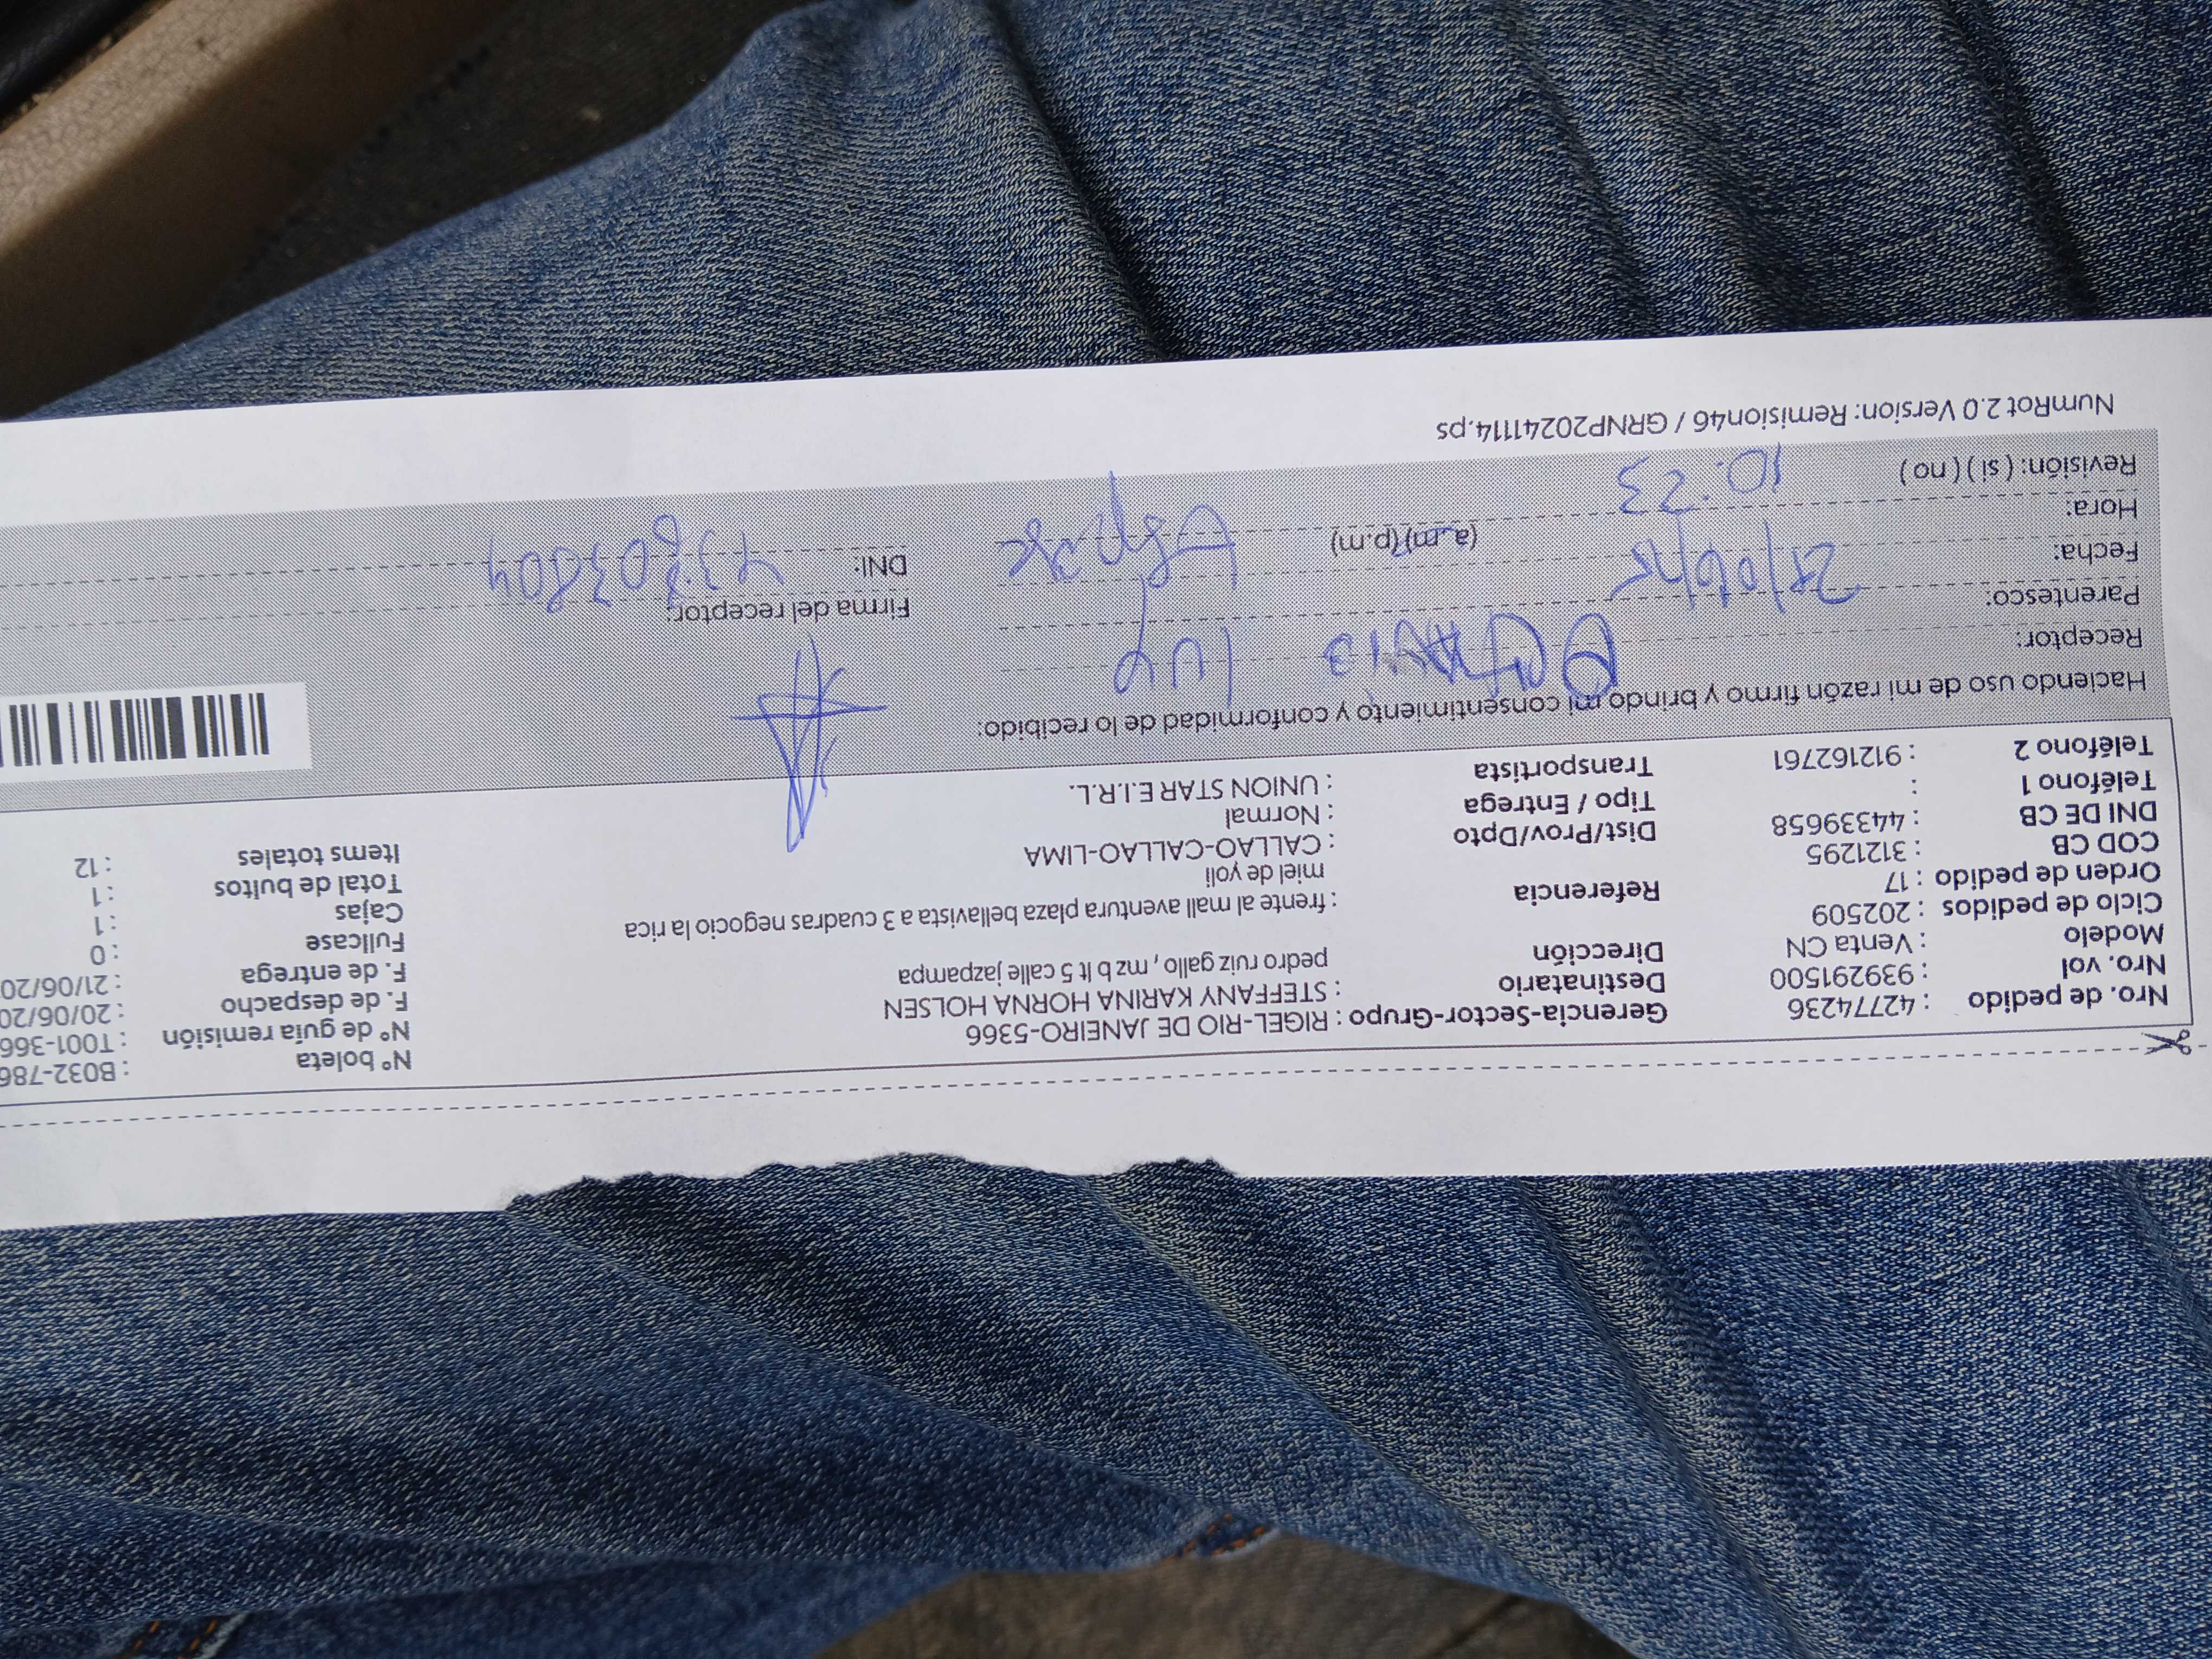 Nro. de pedido : 42774236 Gerencia-Sector-Grupo : RIGEL-RIO DE JANEIRO-5366 N° boleta : B032-786
Nro. vol : 939291500 Destinatario : STEFFANY KARINA HORNA HOLSEN N° de guía remisión : T001-366
Modelo : Venta CN Dirección pedro ruiz gallo , mz b lt 5 calle jazpampa F. de despacho : 20/06/20
Ciclo de pedidos : 202509 F. de entrega : 21/06/20
Orden de pedido : 17 Referencia : frente al mall aventura plaza bellavista a 3 cuadras negocio la rica Fullcase : 0
COD CB : 3121295 miel de yoli Cajas : 1
DNI DE CB : 44339658 Dist/Prov/Dpto : CALLAO-CALLAO-LIMA Total de bultos : 1
Teléfono 1 : Tipo / Entrega : Normal Items totales : 12
Teléfono 2 : 912162761 Transportista : UNION STAR E.I.R.L.
Haciendo uso de mi razón firmo y brindo mi consentimiento y conformidad de lo recibido:
Receptor:
Parentesco: Firma del receptor:
Fecha: DNI:
Hora: 10:23 (a.m)(p.m)
Revisión: ( si ) ( no )
NumRot 2.0 Version: Remision46 / GRNP20241114.ps